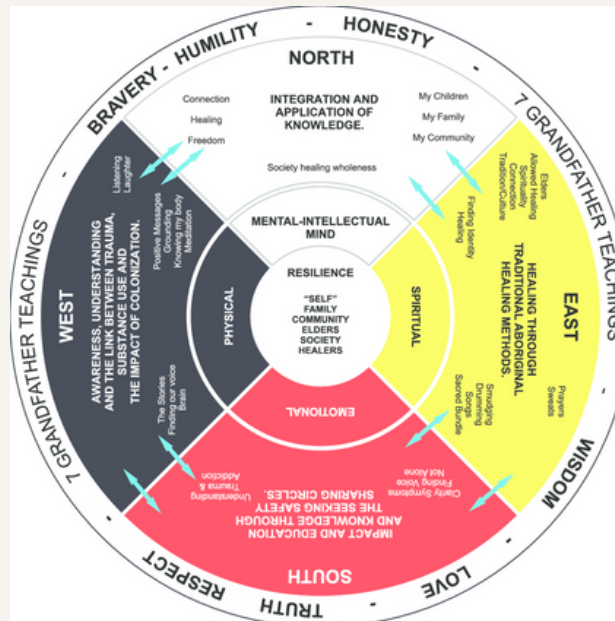 BRAVERY - HUMILITY - HONESTY -
7 GRANDFATHER TEACHINGS -
WISDOM - LOVE - TRUTH RESPECT -
7 GRANDFATHER TEACHINGS -
NORTH
INTEGRATION AND
APPLICATION OF
KNOWLEDGE.
Connection
Healing
Freedom
My Children
My Family
My Community
Society healing wholeness
MENTAL-INTELLECTUAL
MIND
RESILIENCE
“SELF”
FAMILY
COMMUNITY
ELDERS
SOCIETY
HEALERS
EAST
HEALING THROUGH
TRADITIONAL ABORIGINAL
HEALING METHODS.
Elders
Allowed Healing
Spirituality
Connection
Tradition/Culture
Finding Identity
Healing
Prayers
Sweats
Smudging
Drumming
Songs
Sacred Bundle
SPIRITUAL
SOUTH
IMPACT AND EDUCATION
AND KNOWLEDGE THROUGH
THE SEEKING SAFETY
SHARING CIRCLES.
Clarity Symptoms
Finding Voice
Not Alone
Understanding
Trauma &
Addiction
EMOTIONAL
WEST
AWARENESS, UNDERSTANDING
AND THE LINK BETWEEN TRAUMA,
SUBSTANCE USE AND
THE IMPACT OF COLONIZATION.
Listening
Laughter
Positive Messages
Grounding
Knowing my body
Meditation
The Stories
Finding our voice
Brain
PHYSICAL